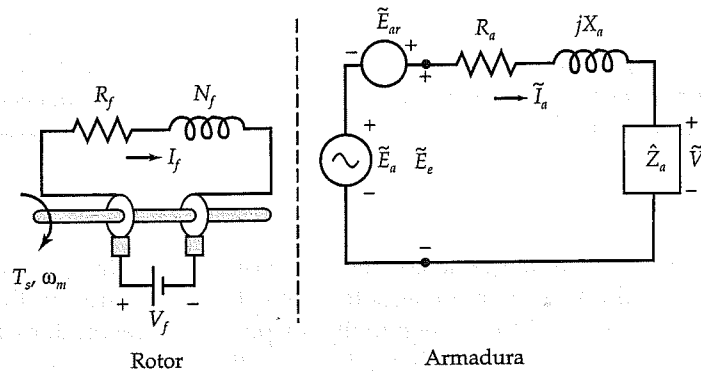 R_f
N_f
I_f
T_s, ω_m
+ −
V_f
Rotor
Ẽ_ar
− +
+
R_a
jX_a
Ĩ_a
+
Ẽ_a
−
Ẽ_e
Ẑ_a
+
Ṽ
−
−
Armadura